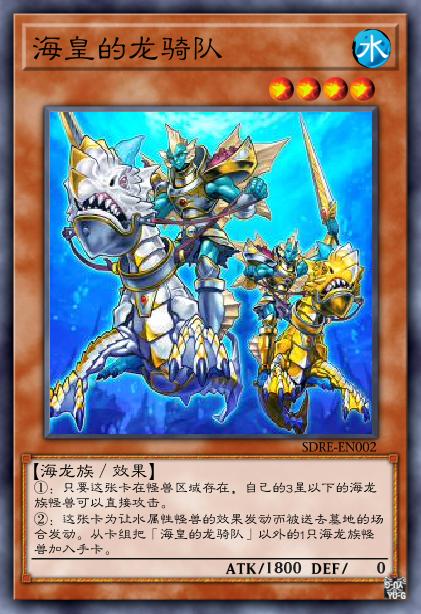 海皇的龙骑队
水
SDRE-EN002
【海龙族／效果】
①：只要这张卡在怪兽区域存在，自己的3星以下的海龙
族怪兽可以直接攻击。
②：这张卡为让水属性怪兽的效果发动而被送去墓地的场
合发动。从卡组把「海皇的龙骑队」以外的1只海龙族怪
兽加入手卡。
ATK/1800 DEF/ 0